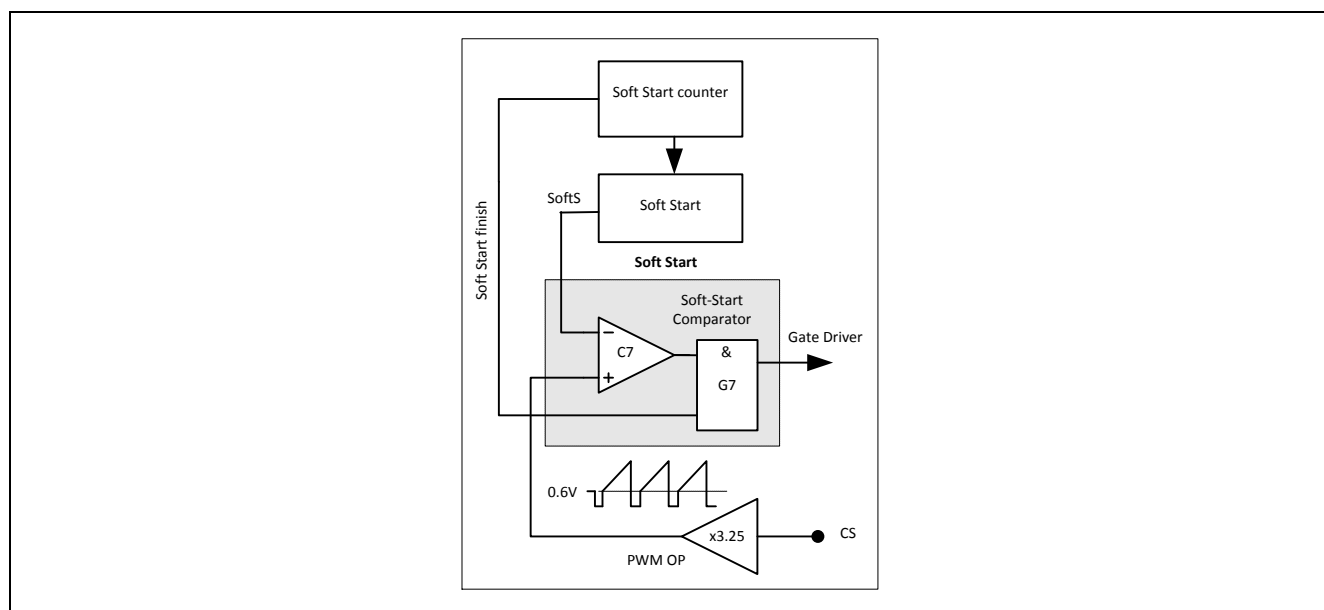 Soft Start counter
SoftS
Soft Start
Soft Start finish
Soft Start
Soft-Start
Comparator
Gate Driver
−
C7
+
&
G7
0.6V
x3.25
CS
PWM OP